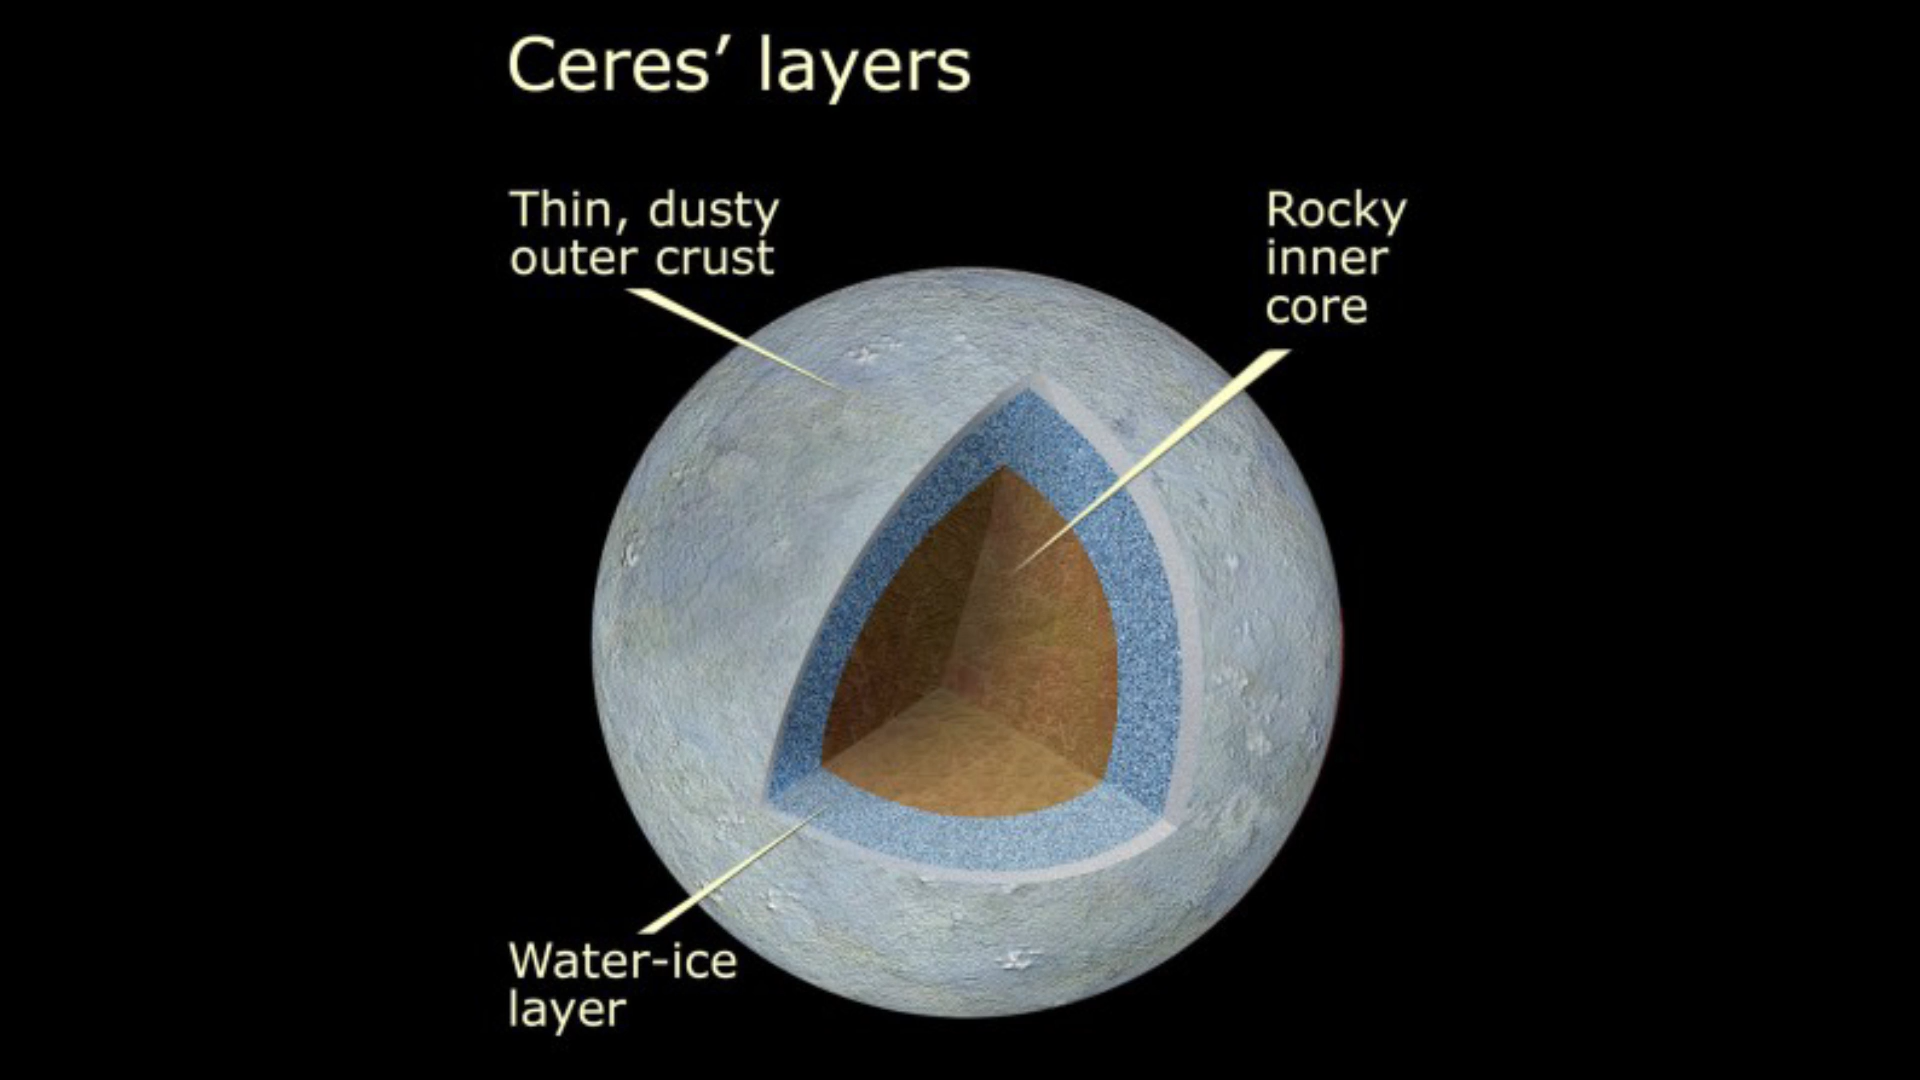 Ceres’ layers
Thin, dusty
outer crust
Rocky
inner
core
Water-ice
layer